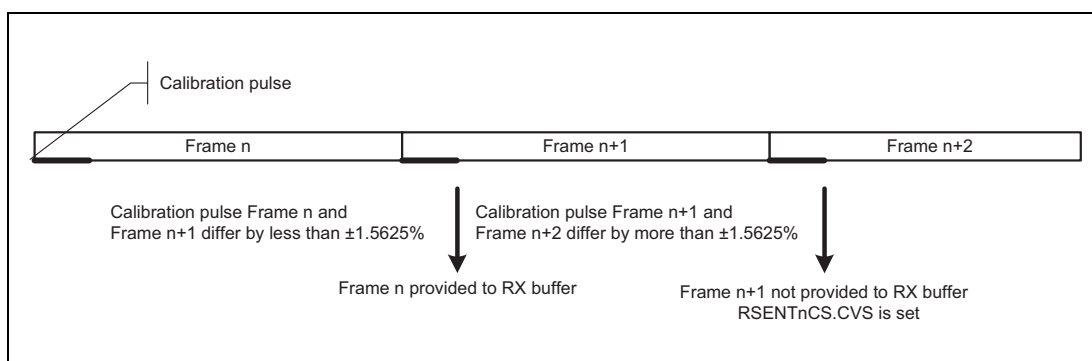 Calibration pulse
Frame n
Frame n+1
Frame n+2
Calibration pulse Frame n and
Frame n+1 differ by less than ±1.5625%
Calibration pulse Frame n+1 and
Frame n+2 differ by more than ±1.5625%
Frame n provided to RX buffer
Frame n+1 not provided to RX buffer
RSENTnCS.CVS is set